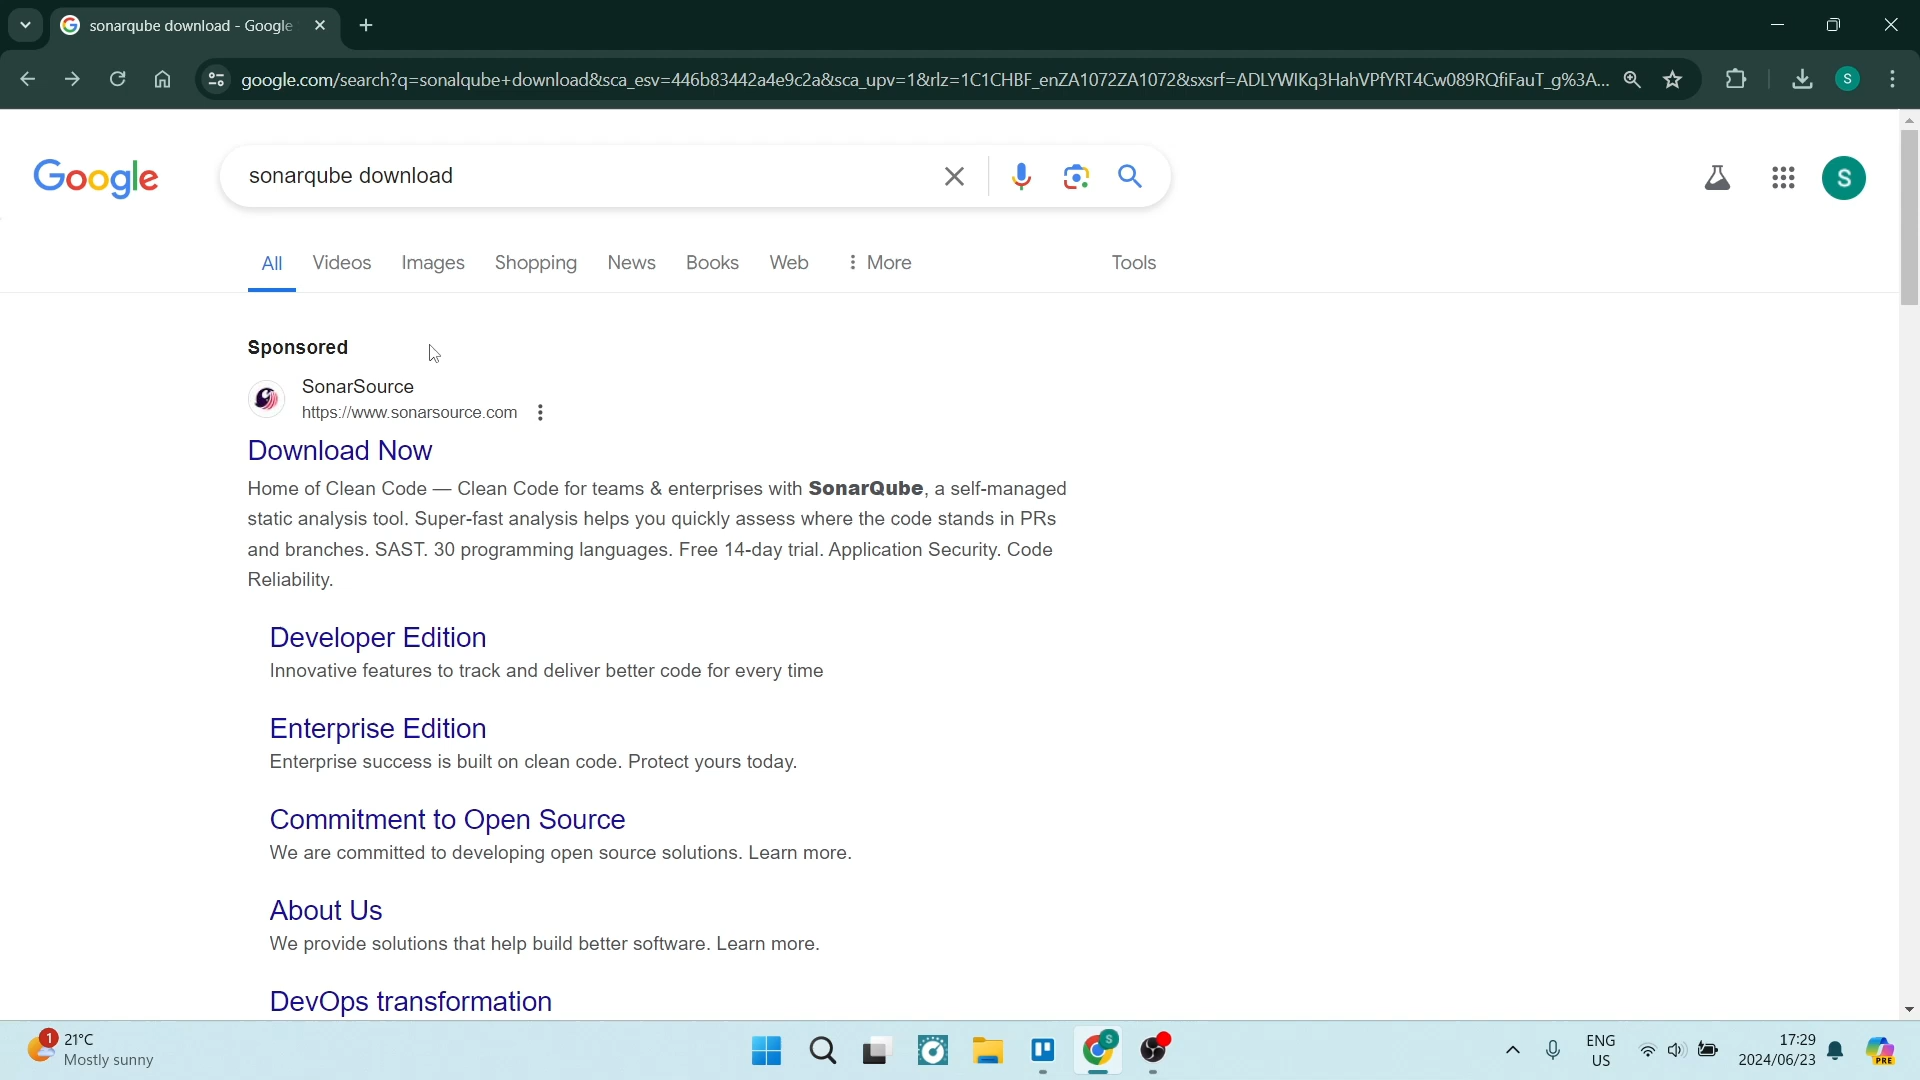 sonarqube download - Google
google.com/search?q=sonalqube+download&sca_esv=446b83442a4e9c2a&sca_upv=1&rlz=1C1CHBF_enZA1072ZA1072&sxsrf=ADLYWIKq3HahVPfYRT4Cw089RQfiFauT_g%3A...
S
Google
sonarqube download
S
All
Videos
Images
Shopping
News
Books
Web
More
Tools
Sponsored
SonarSource
https://www.sonarsource.com
Download Now
Home of Clean Code — Clean Code for teams & enterprises with SonarQube, a self-managed
static analysis tool. Super-fast analysis helps you quickly assess where the code stands in PRs
and branches. SAST. 30 programming languages. Free 14-day trial. Application Security. Code
Reliability.
Developer Edition
Innovative features to track and deliver better code for every time
Enterprise Edition
Enterprise success is built on clean code. Protect yours today.
Commitment to Open Source
We are committed to developing open source solutions. Learn more.
About Us
We provide solutions that help build better software. Learn more.
DevOps transformation
1
21°C
Mostly sunny
S
ENG
US
17:29
2024/06/23
PRE